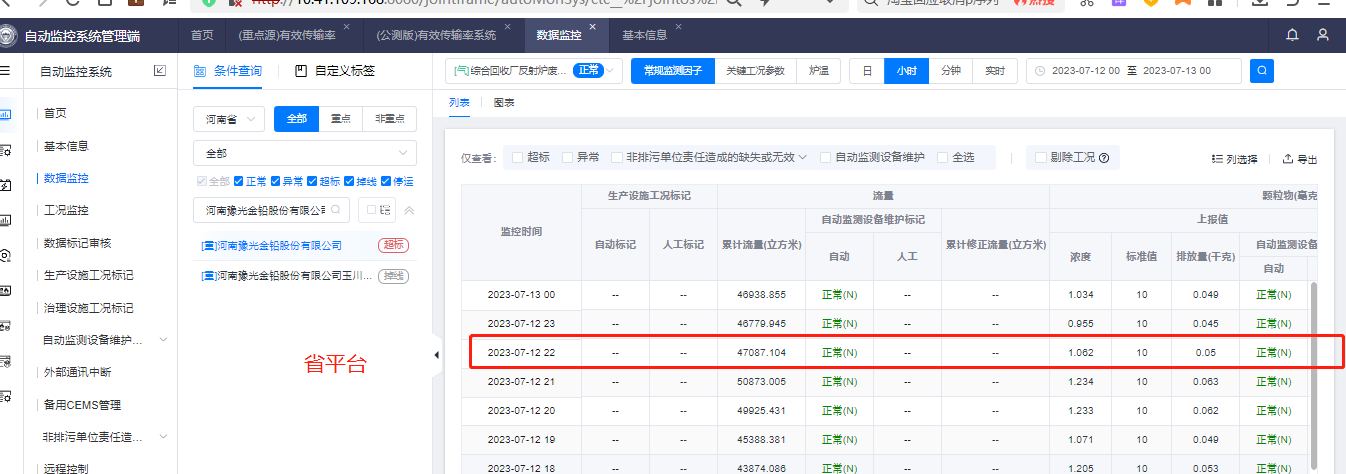 自动监控系统管理端 首页 (重点源)有效传输率 × (公测版)有效传输率系统 × 数据监控 × 基本信息 ×
自动监控系统
首页
基本信息
数据监控
工况监控
数据标记审核
生产设施工况标记
治理设施工况标记
自动监测设备维护...
外部通讯中断
备用CEMS管理
非排污单位责任造...
远程控制
条件查询 自定义标签
河南省 全部 重点 非重点
全部
全部 正常 异常 超标 掉线 停运
河南豫光金铅股份有限公司
[重]河南豫光金铅股份有限公司 超标
[重]河南豫光金铅股份有限公司玉川... 掉线
省平台
[气]综合回收厂反射炉废... 正常 常规监测因子 关键工况参数 炉温 日 小时 分钟 实时 2023-07-12 00 至 2023-07-13 00
列表 图表
仅查看: 超标 异常 非排污单位责任造成的缺失或无效 自动监测设备维护 全选 剔除工况 列选择 导出
监控时间 生产设施工况标记 流量 颗粒物(毫克
自动监测设备维护标记 上报值
自动标记 人工标记 累计流量(立方米) 自动 人工 累计修正流量(立方米) 浓度 标准值 排放量(千克) 自动监测设备
自动
2023-07-13 00 -- -- 46938.855 正常(N) -- -- 1.034 10 0.049 正常(N)
2023-07-12 23 -- -- 46779.945 正常(N) -- -- 0.955 10 0.045 正常(N)
2023-07-12 22 -- -- 47087.104 正常(N) -- -- 1.062 10 0.05 正常(N)
2023-07-12 21 -- -- 50873.005 正常(N) -- -- 1.234 10 0.063 正常(N)
2023-07-12 20 -- -- 49925.431 正常(N) -- -- 1.233 10 0.062 正常(N)
2023-07-12 19 -- -- 45388.381 正常(N) -- -- 1.071 10 0.049 正常(N)
2023-07-12 18 -- -- 43874.086 正常(N) -- -- 1.205 10 0.053 正常(N)